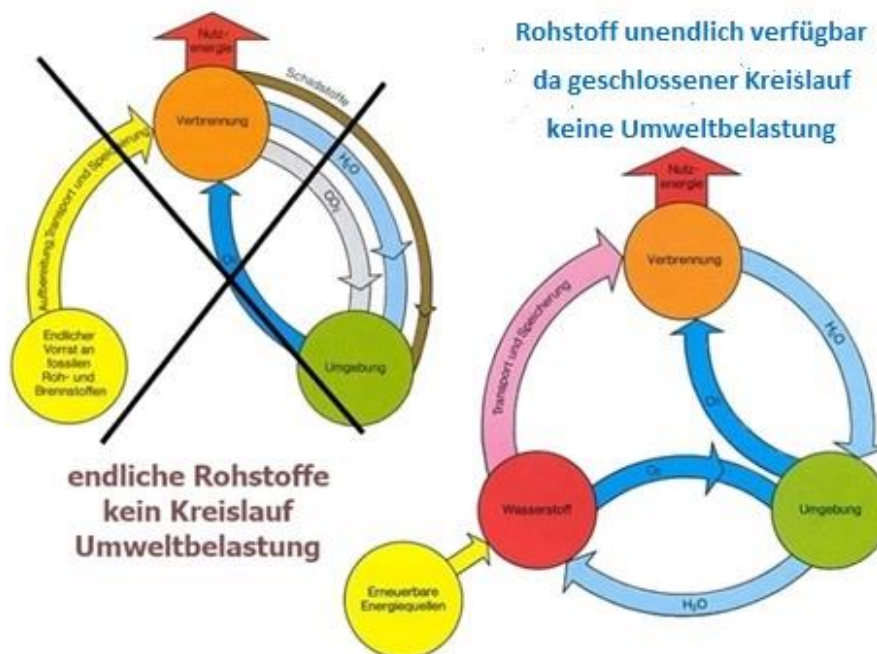 Nutz-
energie
Verbrennung
Schadstoffe
H₂O
CO₂
O₂
Aufbereitung, Transport und Speicherung
Endlicher
Vorrat an
fossilen
Roh- und
Brennstoffen
Umgebung
endliche Rohstoffe
kein Kreislauf
Umweltbelastung
Rohstoff unendlich verfügbar
da geschlossener Kreislauf
keine Umweltbelastung
Nutz-
energie
Verbrennung
Transport und Speicherung
H₂O
O₂
Wasserstoff
O₂
Umgebung
Erneuerbare
Energiequellen
H₂O